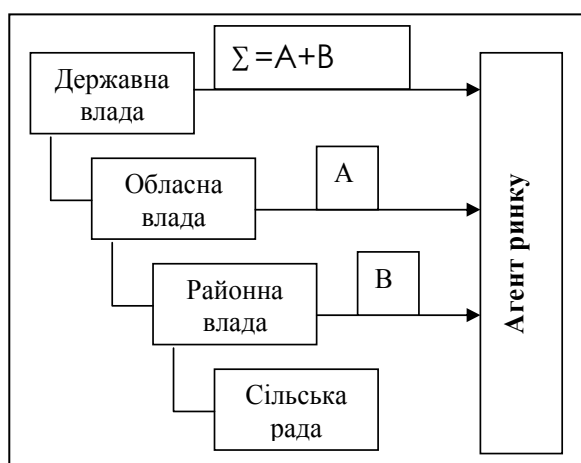 ∑=A+B
Державна
влада
Обласна
влада
А
Районна
влада
В
Сільська
рада
Агент ринку